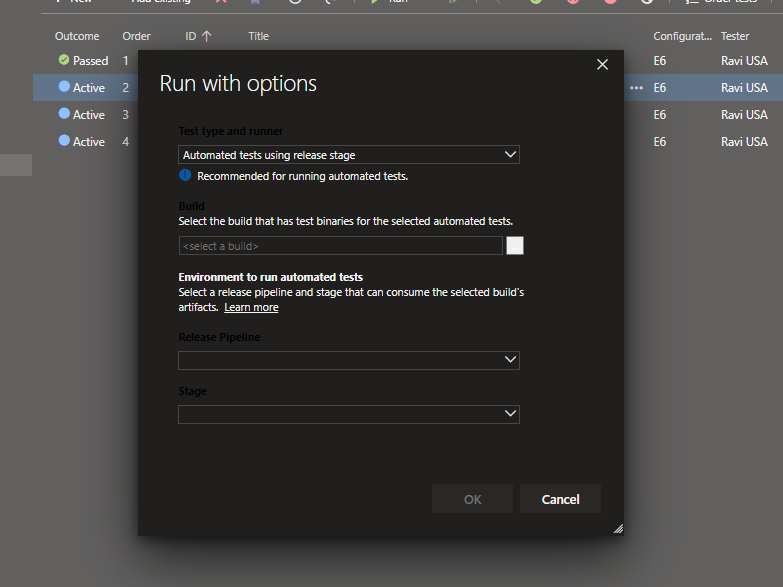 New Add Existing Run Order tests
Outcome Order ID Title Configurat... Tester
Passed 1 E6 Ravi USA
Active 2 ... E6 Ravi USA
Active 3 E6 Ravi USA
Active 4 E6 Ravi USA
Run with options
Test type and runner
Automated tests using release stage
Recommended for running automated tests.
Build
Select the build that has test binaries for the selected automated tests.
<select a build>
Environment to run automated tests
Select a release pipeline and stage that can consume the selected build's
artifacts. Learn more
Release Pipeline
Stage
OK Cancel